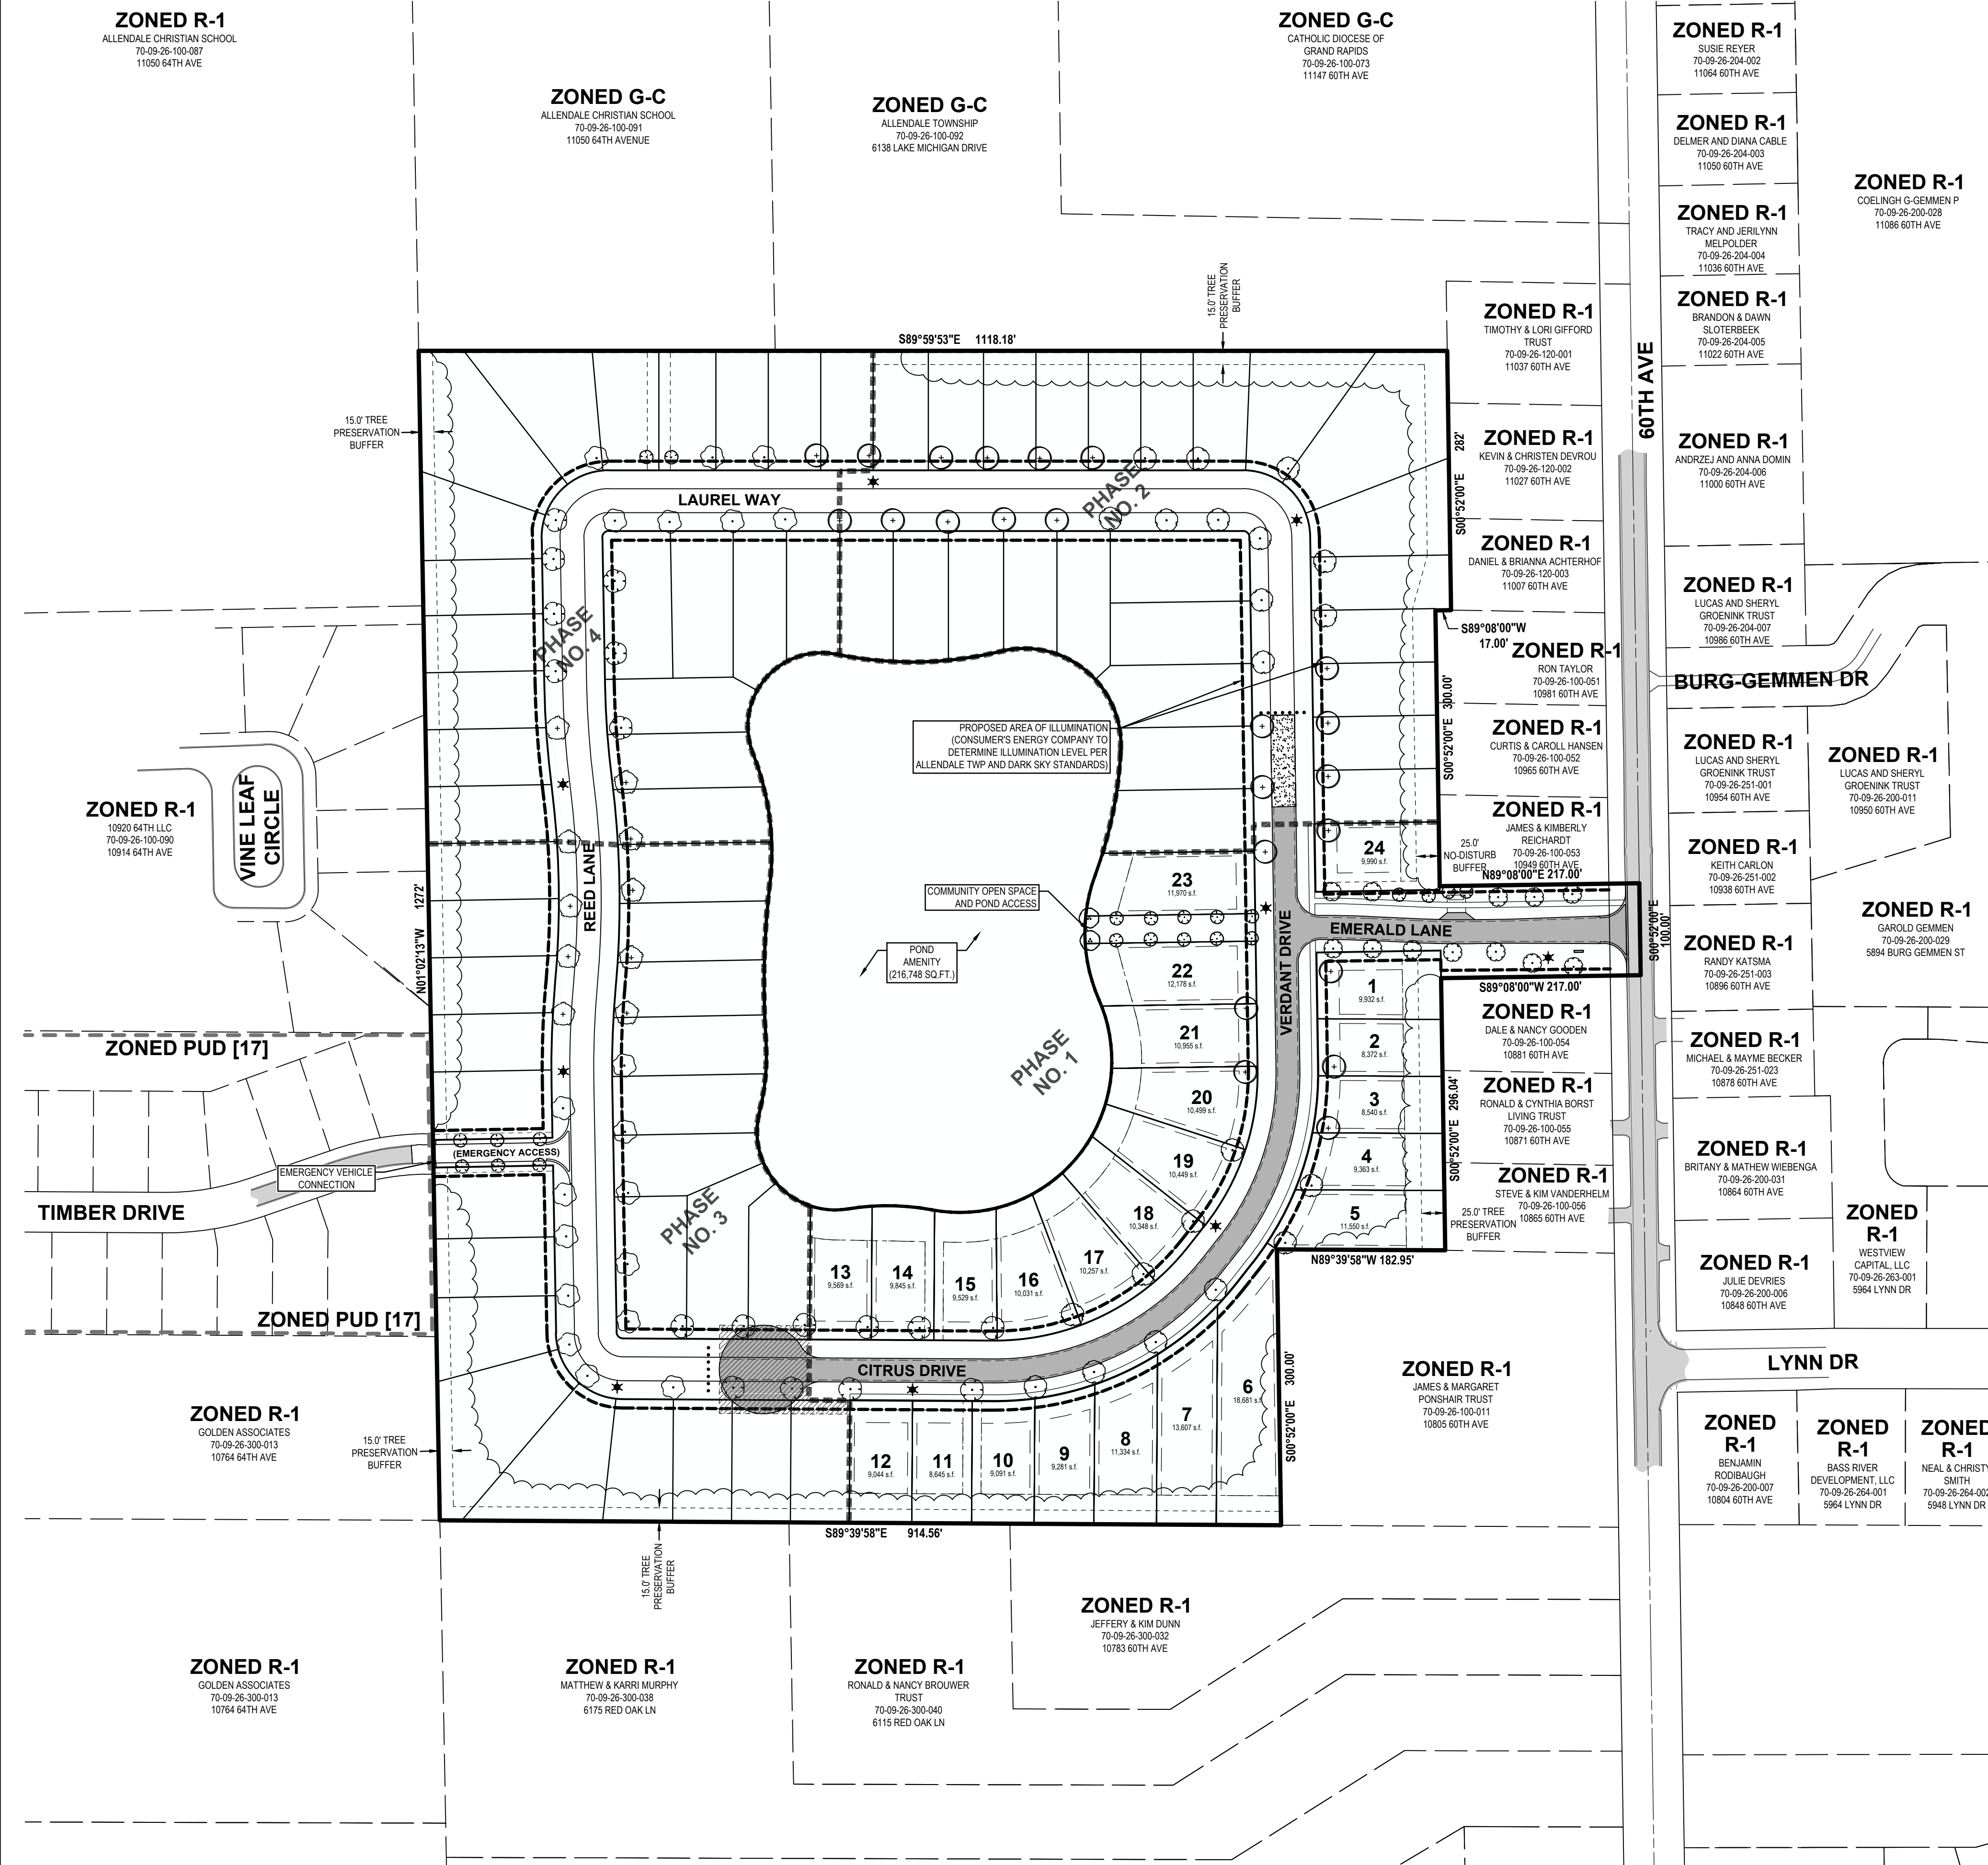 ZONED R-1
ALLENDALE CHRISTIAN SCHOOL
70-09-26-100-087
11050 64TH AVE
ZONED G-C
ALLENDALE CHRISTIAN SCHOOL
70-09-26-100-091
11050 64TH AVENUE
ZONED G-C
ALLENDALE TOWNSHIP
70-09-26-100-092
6138 LAKE MICHIGAN DRIVE
ZONED G-C
CATHOLIC DIOCESE OF
GRAND RAPIDS
70-09-26-100-073
11147 60TH AVE
ZONED R-1
SUSIE REYER
70-09-26-204-002
11064 60TH AVE
ZONED R-1
DELMER AND DIANA CABLE
70-09-26-204-003
11050 60TH AVE
ZONED R-1
COELINGH G-GEMMEN P
70-09-26-200-028
11086 60TH AVE
ZONED R-1
TRACY AND JERILYNN
MELPOLDER
70-09-26-204-004
11036 60TH AVE
ZONED R-1
BRANDON & DAWN
SLOTERBEEK
70-09-26-204-005
11022 60TH AVE
ZONED R-1
TIMOTHY & LORI GIFFORD
TRUST
70-09-26-120-001
11037 60TH AVE
60TH AVE
15.0' TREE
PRESERVATION
BUFFER
S89°59'53"E 1118.18'
15.0' TREE
PRESERVATION
BUFFER
ZONED R-1
KEVIN & CHRISTEN DEVROU
70-09-26-120-002
11027 60TH AVE
ZONED R-1
ANDRZEJ AND ANNA DOMIN
70-09-26-204-006
11000 60TH AVE
S00°52'00"E 282'
LAUREL WAY
PHASE
NO. 2
ZONED R-1
DANIEL & BRIANNA ACHTERHOF
70-09-26-120-003
11007 60TH AVE
ZONED R-1
LUCAS AND SHERYL
GROENINK TRUST
70-09-26-204-007
10986 60TH AVE
PHASE
NO. 4
S89°08'00"W
17.00'
ZONED R-1
RON TAYLOR
70-09-26-100-051
10981 60TH AVE
BURG-GEMMEN DR
S00°52'00"E 300.00'
PROPOSED AREA OF ILLUMINATION
(CONSUMER'S ENERGY COMPANY TO
DETERMINE ILLUMINATION LEVEL PER
ALLENDALE TWP AND DARK SKY STANDARDS)
ZONED R-1
CURTIS & CAROLL HANSEN
70-09-26-100-052
10965 60TH AVE
ZONED R-1
LUCAS AND SHERYL
GROENINK TRUST
70-09-26-251-001
10954 60TH AVE
ZONED R-1
LUCAS AND SHERYL
GROENINK TRUST
70-09-26-200-011
10950 60TH AVE
ZONED R-1
10920 64TH LLC
70-09-26-100-090
10914 64TH AVE
VINE LEAF
CIRCLE
ZONED R-1
JAMES & KIMBERLY
REICHARDT
70-09-26-100-053
10949 60TH AVE
25.0'
NO-DISTURB
BUFFER
24
9,990 s.f.
N89°08'00"E 217.00'
ZONED R-1
KEITH CARLON
70-09-26-251-002
10938 60TH AVE
REED LANE
N01°02'13"W 1272'
COMMUNITY OPEN SPACE
AND POND ACCESS
23
11,970 s.f.
POND
AMENITY
(216,748 SQ.FT.)
VERDANT DRIVE
EMERALD LANE
S00°52'00"E
100.00'
ZONED R-1
GAROLD GEMMEN
70-09-26-200-029
5894 BURG GEMMEN ST
ZONED R-1
RANDY KATSMA
70-09-26-251-003
10896 60TH AVE
22
12,178 s.f.
1
9,932 s.f.
S89°08'00"W 217.00'
ZONED R-1
DALE & NANCY GOODEN
70-09-26-100-054
10881 60TH AVE
21
10,955 s.f.
2
8,372 s.f.
ZONED R-1
MICHAEL & MAYME BECKER
70-09-26-251-023
10878 60TH AVE
ZONED PUD [17]
PHASE
NO. 1
20
10,499 s.f.
3
8,540 s.f.
S00°52'00"E 296.04'
ZONED R-1
RONALD & CYNTHIA BORST
LIVING TRUST
70-09-26-100-055
10871 60TH AVE
(EMERGENCY ACCESS)
EMERGENCY VEHICLE
CONNECTION
TIMBER DRIVE
PHASE
NO. 3
19
10,449 s.f.
4
9,363 s.f.
ZONED R-1
STEVE & KIM VANDERHELM
70-09-26-100-056
10865 60TH AVE
ZONED R-1
BRITANY & MATHEW WIEBENGA
70-09-26-200-031
10864 60TH AVE
18
10,348 s.f.
5
11,550 s.f.
25.0' TREE
PRESERVATION
BUFFER
ZONED
R-1
WESTVIEW
CAPITAL, LLC
70-09-26-263-001
5964 LYNN DR
17
10,257 s.f.
N89°39'58"W 182.95'
ZONED R-1
JULIE DEVRIES
70-09-26-200-006
10848 60TH AVE
13
9,569 s.f.
14
9,845 s.f.
15
9,529 s.f.
16
10,031 s.f.
ZONED PUD [17]
CITRUS DRIVE
LYNN DR
ZONED R-1
JAMES & MARGARET
PONSHAIR TRUST
70-09-26-100-011
10805 60TH AVE
S00°52'00"E 300.00'
6
18,681 s.f.
7
13,607 s.f.
8
11,334 s.f.
9
9,281 s.f.
10
9,091 s.f.
11
8,645 s.f.
12
9,044 s.f.
ZONED R-1
GOLDEN ASSOCIATES
70-09-26-300-013
10764 64TH AVE
15.0' TREE
PRESERVATION
BUFFER
ZONED
R-1
BENJAMIN
RODIBAUGH
70-09-26-200-007
10804 60TH AVE
ZONED
R-1
BASS RIVER
DEVELOPMENT, LLC
70-09-26-264-001
5964 LYNN DR
ZONED
R-1
NEAL & CHRISTY
SMITH
70-09-26-264-002
5948 LYNN DR
S89°39'58"E 914.56'
15.0' TREE
PRESERVATION
BUFFER
ZONED R-1
JEFFERY & KIM DUNN
70-09-26-300-032
10783 60TH AVE
ZONED R-1
GOLDEN ASSOCIATES
70-09-26-300-013
10764 64TH AVE
ZONED R-1
MATTHEW & KARRI MURPHY
70-09-26-300-038
6175 RED OAK LN
ZONED R-1
RONALD & NANCY BROUWER
TRUST
70-09-26-300-040
6115 RED OAK LN